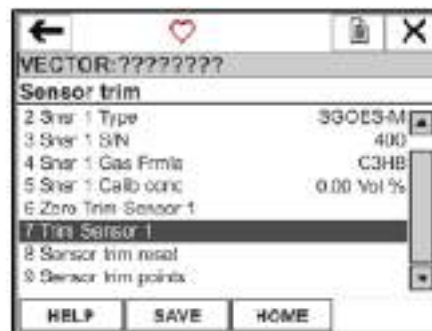 VECTOR:????????
Sensor trim
2 Snsr 1 Type SGOES-M
3 Snsr 1 S/N 400
4 Snsr 1 Gas Frmla C3H8
5 Snsr 1 Calib conc 0.00 Vol %
6 Zero Trim Sensor 1
7 Trim Sensor 1
8 Sensor trim reset
9 Sensor trim points
HELP SAVE HOME